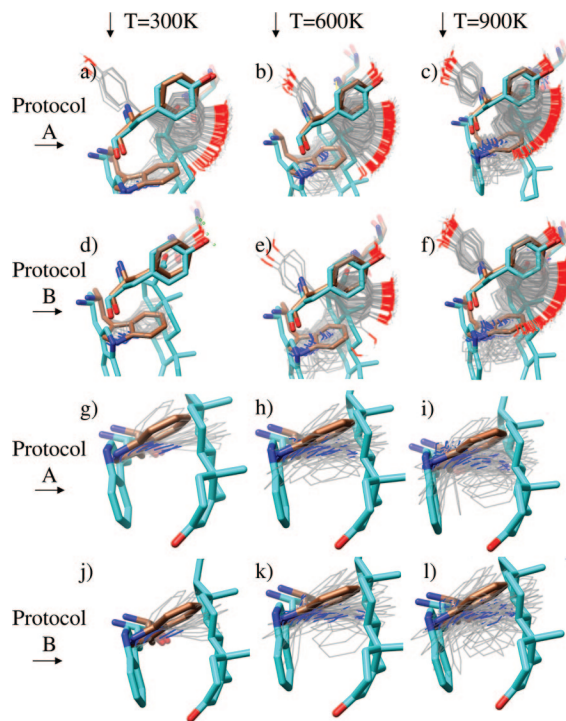 ↓ T=300K ↓ T=600K ↓ T=900K
a) b) c)
Protocol
A
→
d) e) f)
Protocol
B
→
g) h) i)
Protocol
A
→
j) k) l)
Protocol
B
→